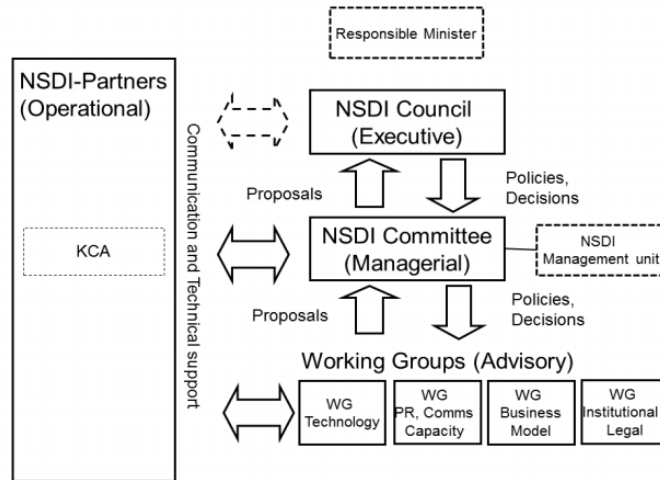 Responsible Minister
NSDI-Partners
(Operational)
KCA
Communication and Technical support
NSDI Council
(Executive)
Proposals
Policies,
Decisions
NSDI Committee
(Managerial)
NSDI
Management unit
Proposals
Policies,
Decisions
Working Groups (Advisory)
WG
Technology
WG
PR, Comms
Capacity
WG
Business
Model
WG
Institutional
Legal